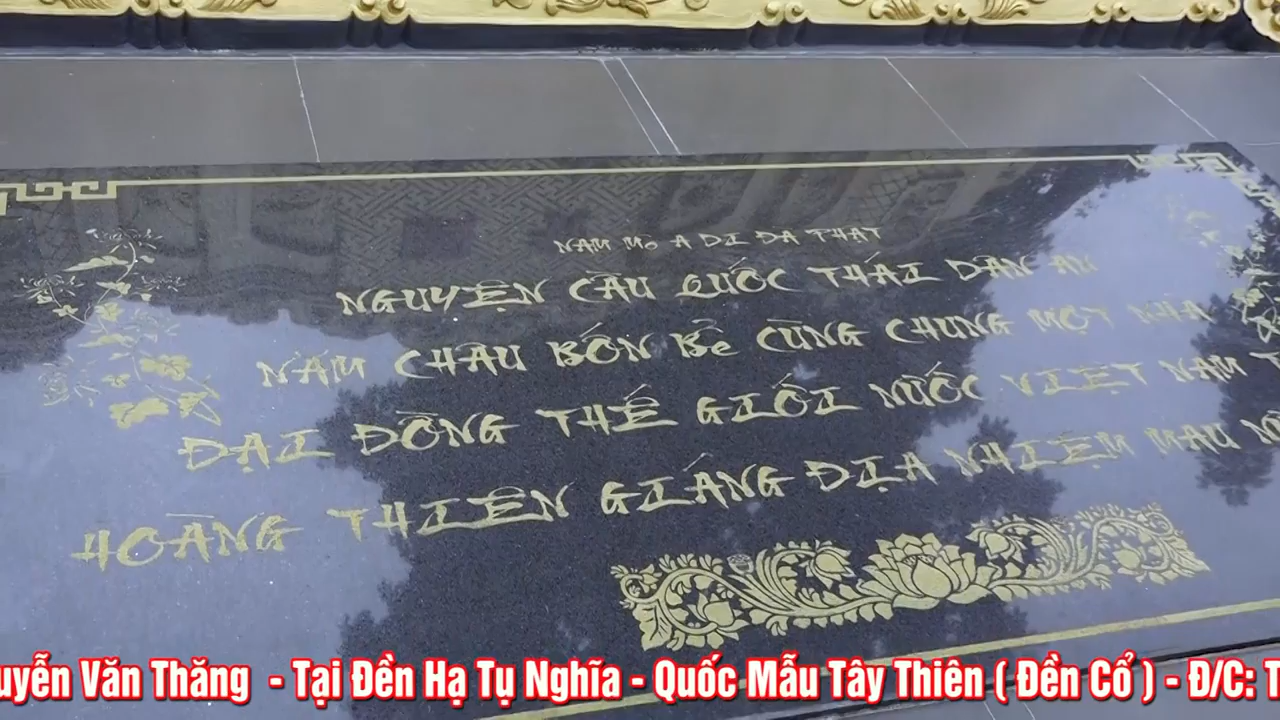 NAM MÔ A DI ĐÀ PHẬT
NGUYỆN CẦU QUỐC THÁI DÂN AN
NĂM CHÂU BỐN BỂ CÙNG CHUNG MỘT NHÀ
ĐẠI ĐỒNG THẾ GIỚI NƯỚC VIỆT NAM
HOÀNG THIÊN GIÁNG ĐỊA NHIỆM MẦU
uyễn Văn Thăng - Tại Đền Hạ Tụ Nghĩa - Quốc Mẫu Tây Thiên ( Đền Cổ ) - Đ/C: T